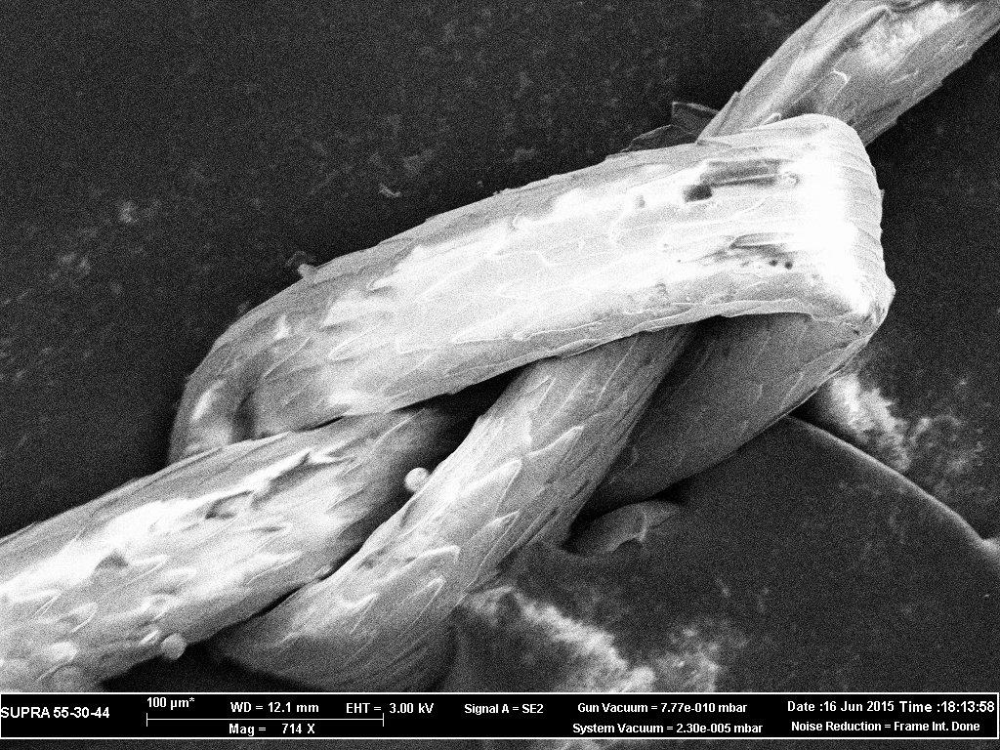 SUPRA 55-30-44
100 µm*
WD = 12.1 mm
EHT = 3.00 kV
Mag = 714 X
Signal A = SE2
Gun Vacuum = 7.77e-010 mbar
System Vacuum = 2.30e-005 mbar
Date :16 Jun 2015 Time :18:13:58
Noise Reduction = Frame Int. Done